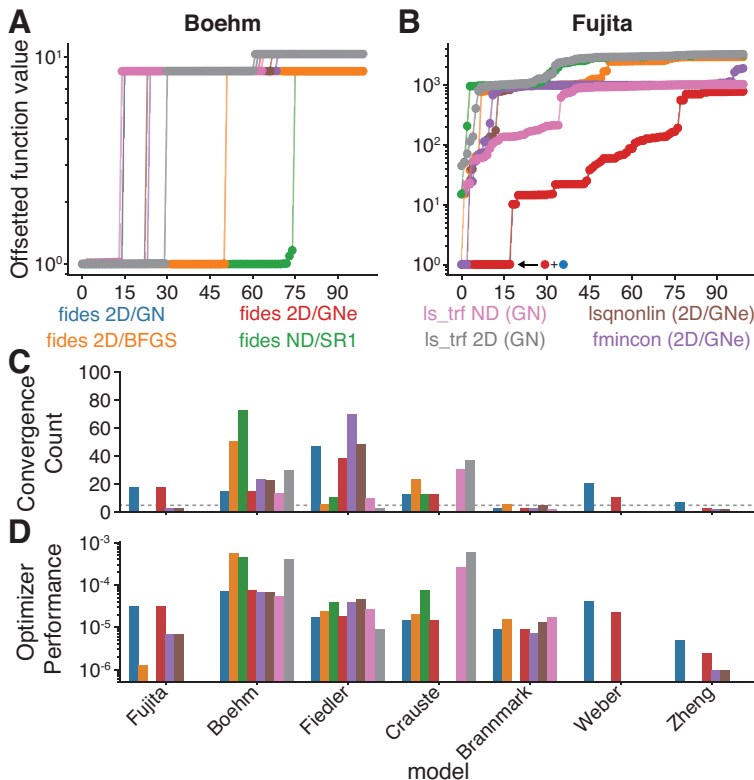 A Boehm
B Fujita
Offsetted function value
10¹
10⁰
0 15 30 45 60 75 90
10³
10²
10¹
10⁰
+
0 15 30 45 60 75 90
fides 2D/GN fides 2D/GNe
fides 2D/BFGS fides ND/SR1
ls_trf ND (GN) lsqnonlin (2D/GNe)
ls_trf 2D (GN) fmincon (2D/GNe)
C
Convergence
Count
100
80
60
40
20
0
D
Optimizer
Performance
10⁻³
10⁻⁴
10⁻⁵
10⁻⁶
Fujita
Boehm
Fiedler
Crauste
Brannmark
Weber
Zheng
model